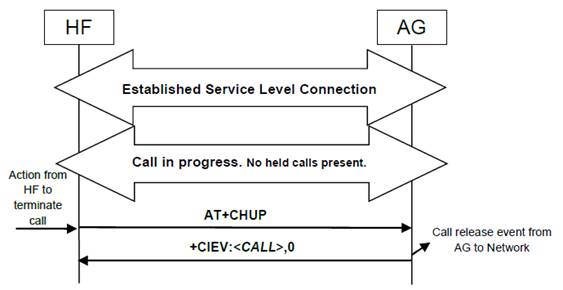 HF
AG
Established Service Level Connection
Call in progress. No held calls present.
Action from
HF to
terminate
call
AT+CHUP
+CIEV:<CALL>,0
Call release event from
AG to Network